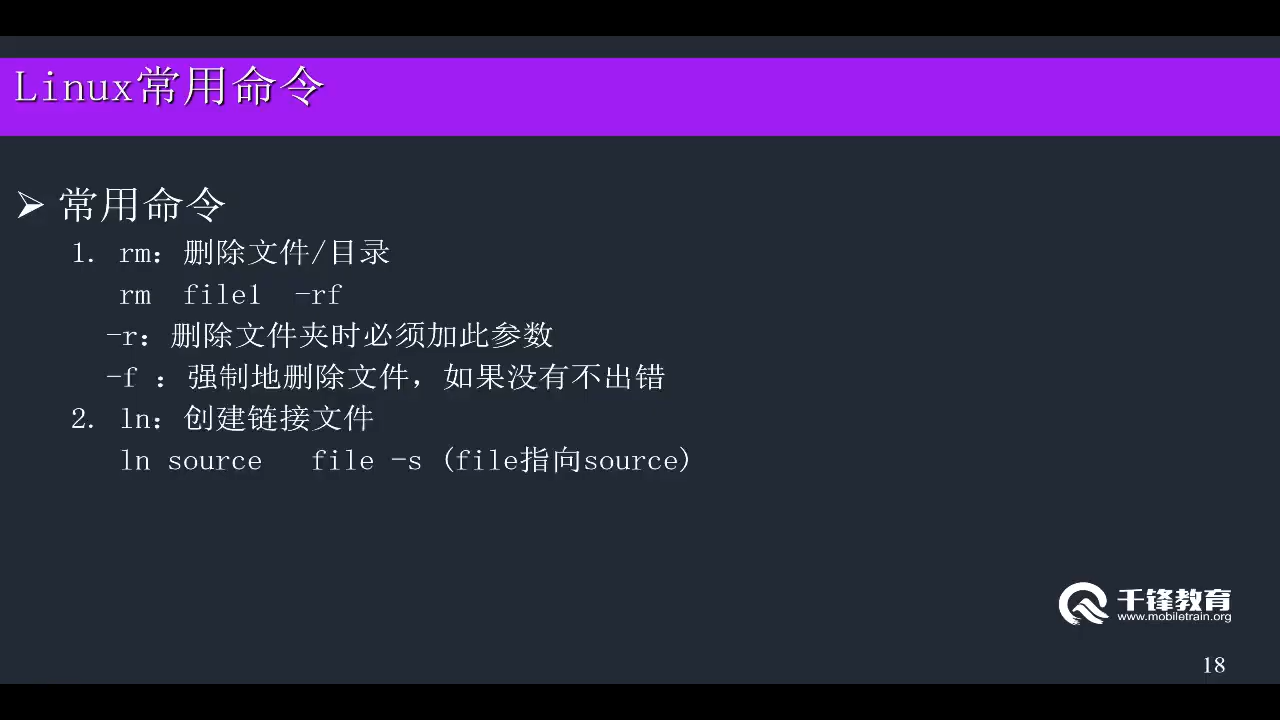 Linux常用命令
常用命令
1. rm：删除文件/目录
rm file1 -rf
-r：删除文件夹时必须加此参数
-f ：强制地删除文件，如果没有不出错
2. ln：创建链接文件
ln source file -s (file指向source)
千锋教育
www.mobiletrain.org
18